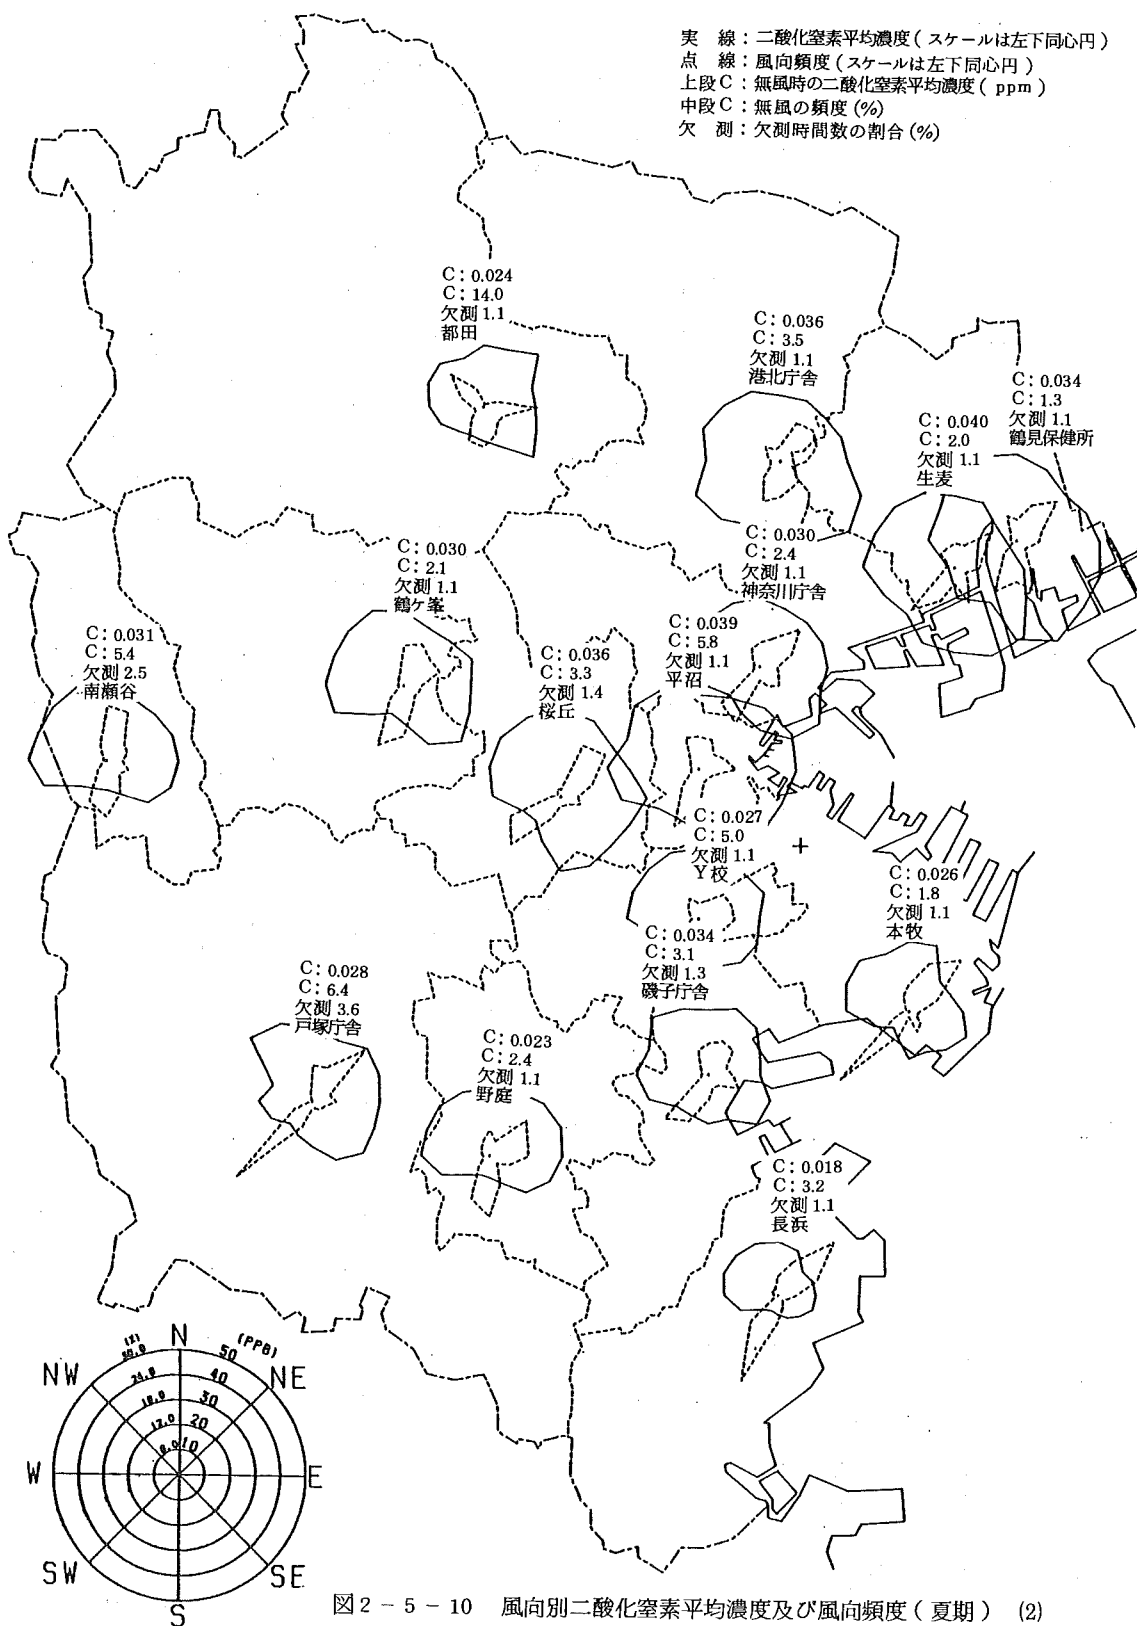 実 線：二酸化窒素平均濃度（スケールは左下同心円）
点 線：風向頻度（スケールは左下同心円）
上段C：無風時の二酸化窒素平均濃度（ppm）
中段C：無風の頻度(%)
欠 測：欠測時間数の割合(%)
C：0.024
C：14.0
欠測 1.1
都田
C：0.036
C：3.5
欠測 1.1
港北庁舎
C：0.034
C：1.3
欠測 1.1
鶴見保健所
C：0.040
C：2.0
欠測 1.1
生麦
C：0.030
C：2.4
欠測 1.1
神奈川庁舎
C：0.030
C：2.1
欠測 1.1
鶴ケ峯
C：0.031
C：5.4
欠測 2.5
南瀬谷
C：0.039
C：5.8
欠測 1.1
平沼
C：0.036
C：3.3
欠測 1.4
桜丘
C：0.027
C：5.0
欠測 1.1
Y校
C：0.026
C：1.8
欠測 1.1
本牧
C：0.034
C：3.1
欠測 1.3
磯子庁舎
C：0.028
C：6.4
欠測 3.6
戸塚庁舎
C：0.023
C：2.4
欠測 1.1
野庭
C：0.018
C：3.2
欠測 1.1
長浜
N
(%) (PPB)
30.0 50
NW 24.0 40 NE
18.0 30
12.0 20
6.0 10
W E
SW SE
S
図2－5－10 風向別二酸化窒素平均濃度及び風向頻度（夏期） (2)